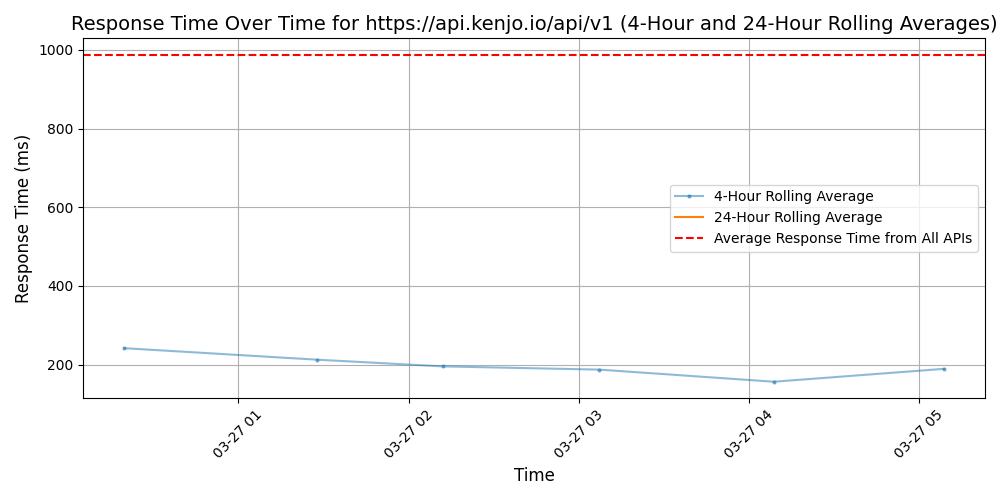 Response Time Over Time for https://api.kenjo.io/api/v1 (4-Hour and 24-Hour Rolling Averages)
Response Time (ms)
1000
800
600
400
200
4-Hour Rolling Average
24-Hour Rolling Average
Average Response Time from All APIs
03-27 01
03-27 02
03-27 03
03-27 04
03-27 05
Time